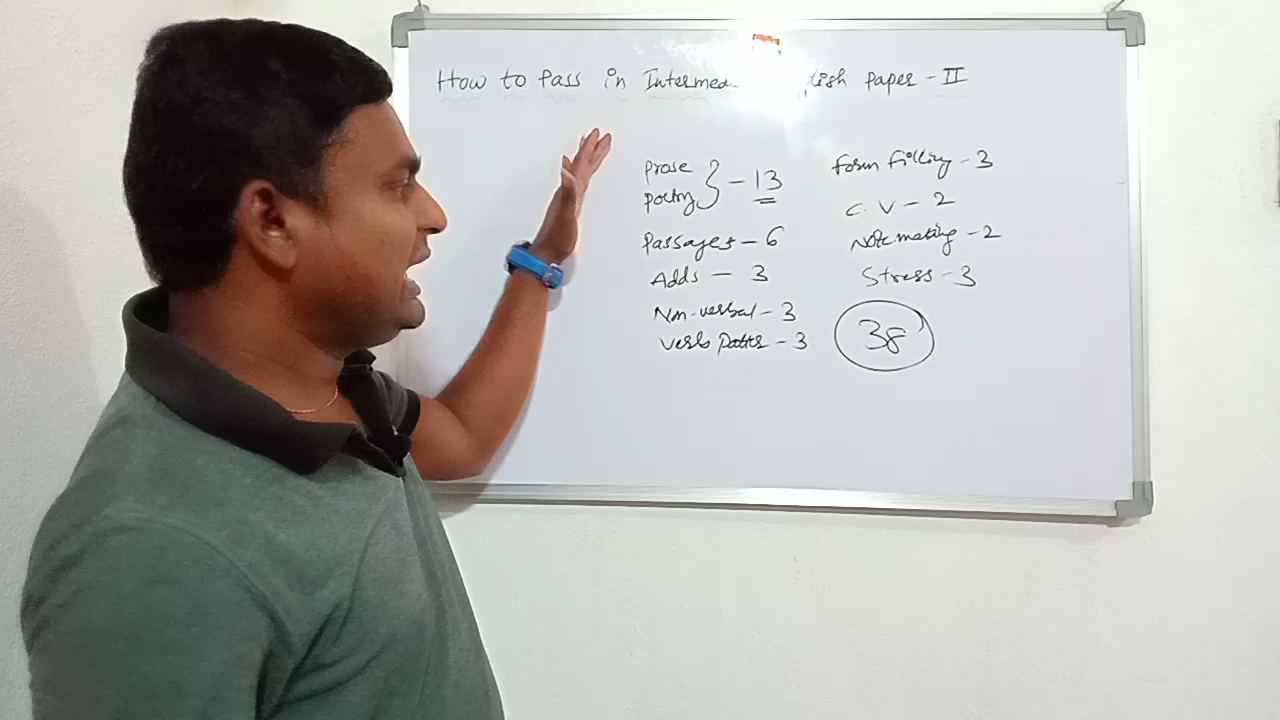 How to Pass in Intermed lish Paper - II
Prose
Poetry } - 13
Passages - 6
Adds - 3
Non-verbal - 3
Verb - 3
Form Filling - 3
C.V - 2
Note making - 2
Stress - 3
38